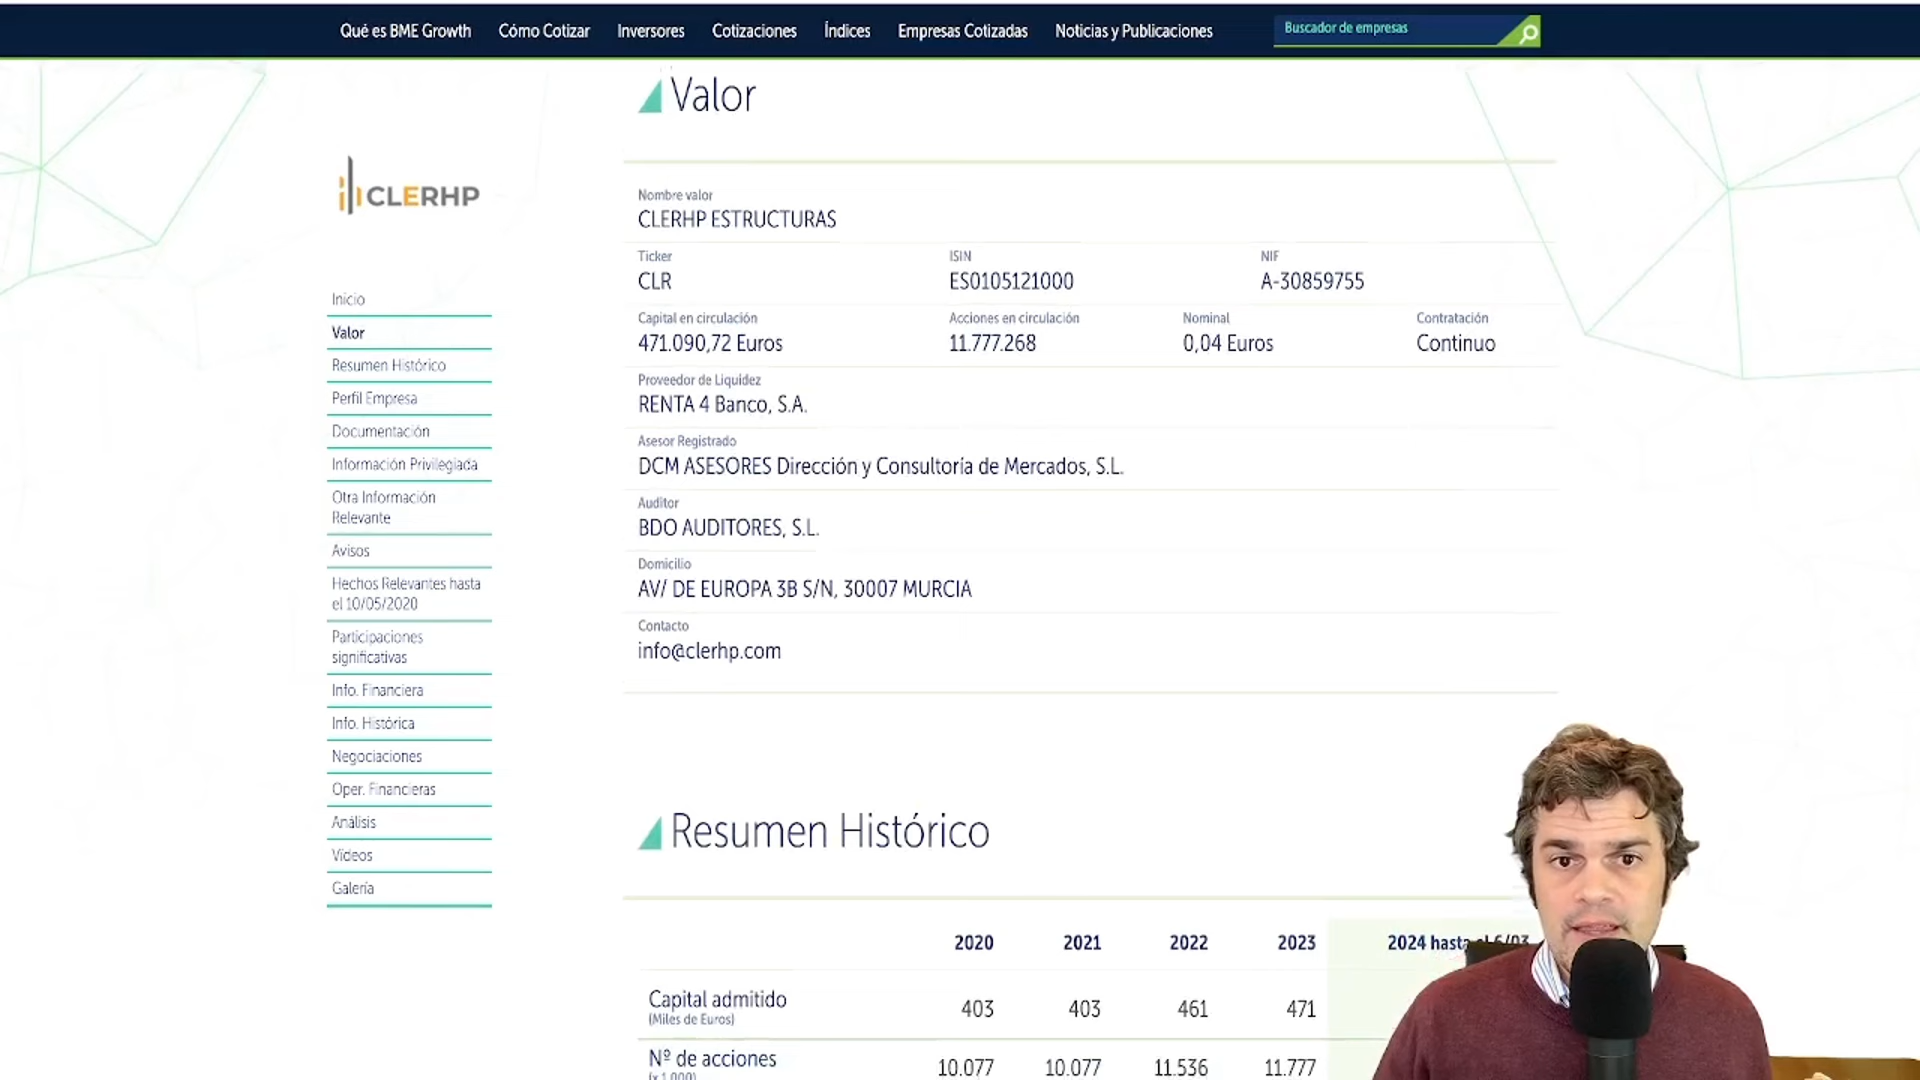 Qué es BME Growth Cómo Cotizar Inversores Cotizaciones Índices Empresas Cotizadas Noticias y Publicaciones Buscador de empresas
Valor
CLERHP
Inicio
Valor
Resumen Histórico
Perfil Empresa
Documentación
Información Privilegiada
Otra Información
Relevante
Avisos
Hechos Relevantes hasta
el 10/05/2020
Participaciones
significativas
Info. Financiera
Info. Histórica
Negociaciones
Oper. Financieras
Análisis
Vídeos
Galería
Nombre valor
CLERHP ESTRUCTURAS
Ticker ISIN NIF
CLR ES0105121000 A-30859755
Capital en circulación Acciones en circulación Nominal Contratación
471.090,72 Euros 11.777.268 0,04 Euros Continuo
Proveedor de Liquidez
RENTA 4 Banco, S.A.
Asesor Registrado
DCM ASESORES Dirección y Consultoría de Mercados, S.L.
Auditor
BDO AUDITORES, S.L.
Domicilio
AV/ DE EUROPA 3B S/N, 30007 MURCIA
Contacto
info@clerhp.com
Resumen Histórico
2020 2021 2022 2023 2024 hasta el 6/03
Capital admitido 403 403 461 471
(Miles de Euros)
Nº de acciones 10.077 10.077 11.536 11.777
(x 1.000)